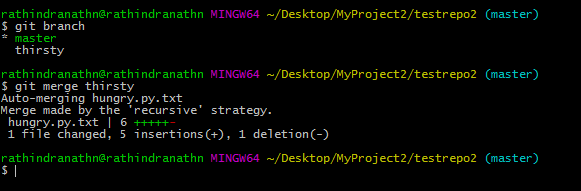 rathindranathn@rathindranathn MINGW64 ~/Desktop/MyProject2/testrepo2 (master)
$ git branch
* master
  thirsty
rathindranathn@rathindranathn MINGW64 ~/Desktop/MyProject2/testrepo2 (master)
$ git merge thirsty
Auto-merging hungry.py.txt
Merge made by the 'recursive' strategy.
 hungry.py.txt | 6 +++++-
 1 file changed, 5 insertions(+), 1 deletion(-)
rathindranathn@rathindranathn MINGW64 ~/Desktop/MyProject2/testrepo2 (master)
$